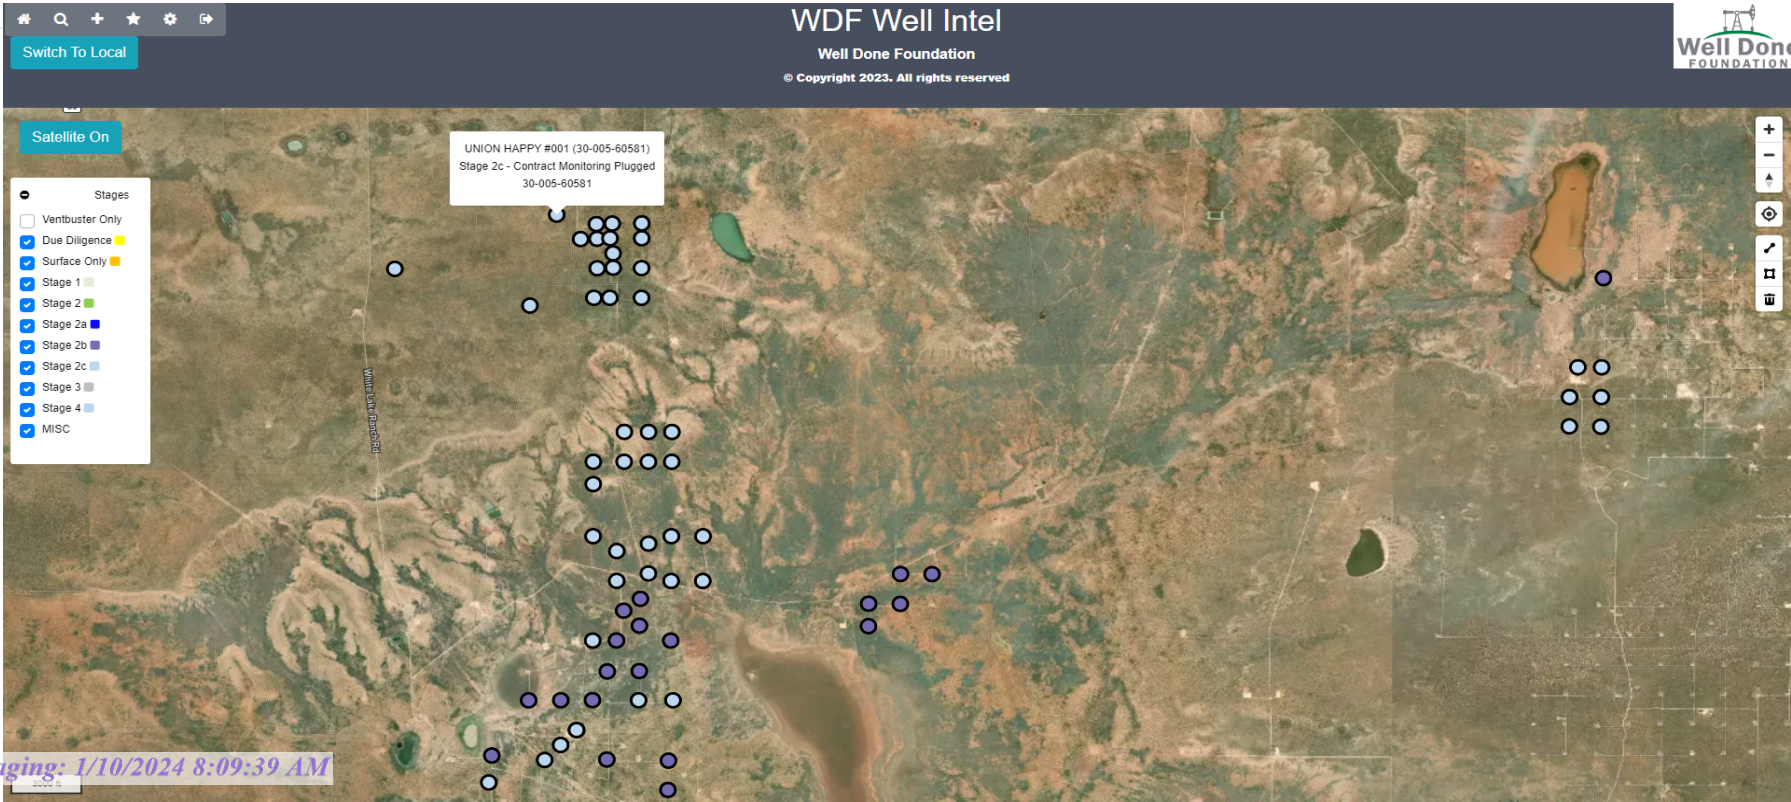 WDF Well Intel
Well Done Foundation
© Copyright 2023. All rights reserved
Switch To Local
Well Done
FOUNDATION
Satellite On
UNION HAPPY #001 (30-005-60581)
Stage 2c - Contract Monitoring Plugged
30-005-60581
Stages
Ventbuster Only
Due Diligence
Surface Only
Stage 1
Stage 2
Stage 2a
Stage 2b
Stage 2c
Stage 3
Stage 4
MISC
White Lake Ranch Rd
aging: 1/10/2024 8:09:39 AM
3000 ft